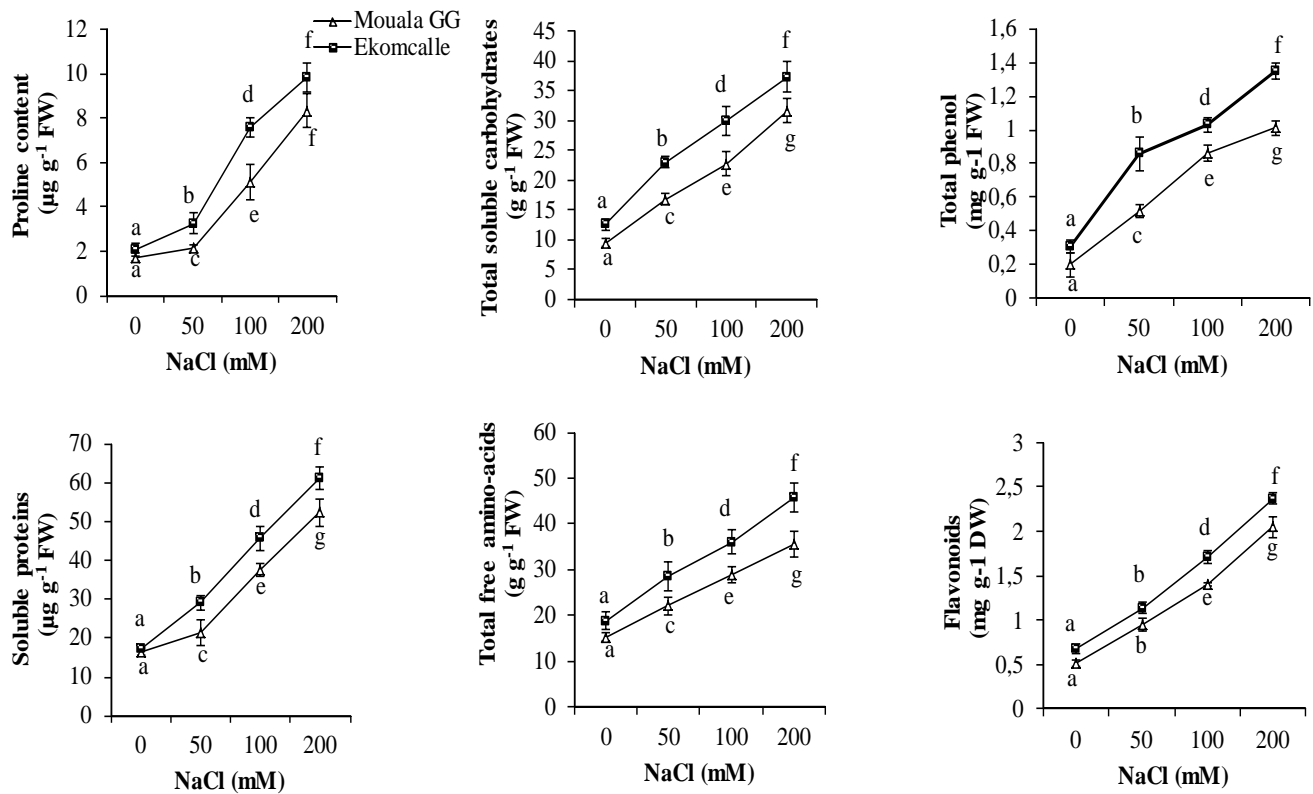 Mouala GG
Ekomcalle
Proline content
(µg g-1 FW)
12
10
8
6
4
2
0
a
b
d
f
a
c
e
f
0 50 100 200
NaCl (mM)
Total soluble carbohydrates
(g g-1 FW)
45
40
35
30
25
20
15
10
5
0
a
b
d
f
a
c
e
g
0 50 100 200
NaCl (mM)
Total phenol
(mg g-1 FW)
1,6
1,4
1,2
1
0,8
0,6
0,4
0,2
0
a
b
d
f
a
c
e
g
0 50 100 200
NaCl (mM)
Soluble proteins
(µg g-1 FW)
70
60
50
40
30
20
10
0
a
b
d
f
a
c
e
g
0 50 100 200
NaCl (mM)
Total free amino-acids
(g g-1 FW)
60
50
40
30
20
10
0
a
b
d
f
a
c
e
g
0 50 100 200
NaCl (mM)
Flavonoids
(mg g-1 DW)
3
2,5
2
1,5
1
0,5
0
a
b
d
f
a
b
e
g
0 50 100 200
NaCl (mM)